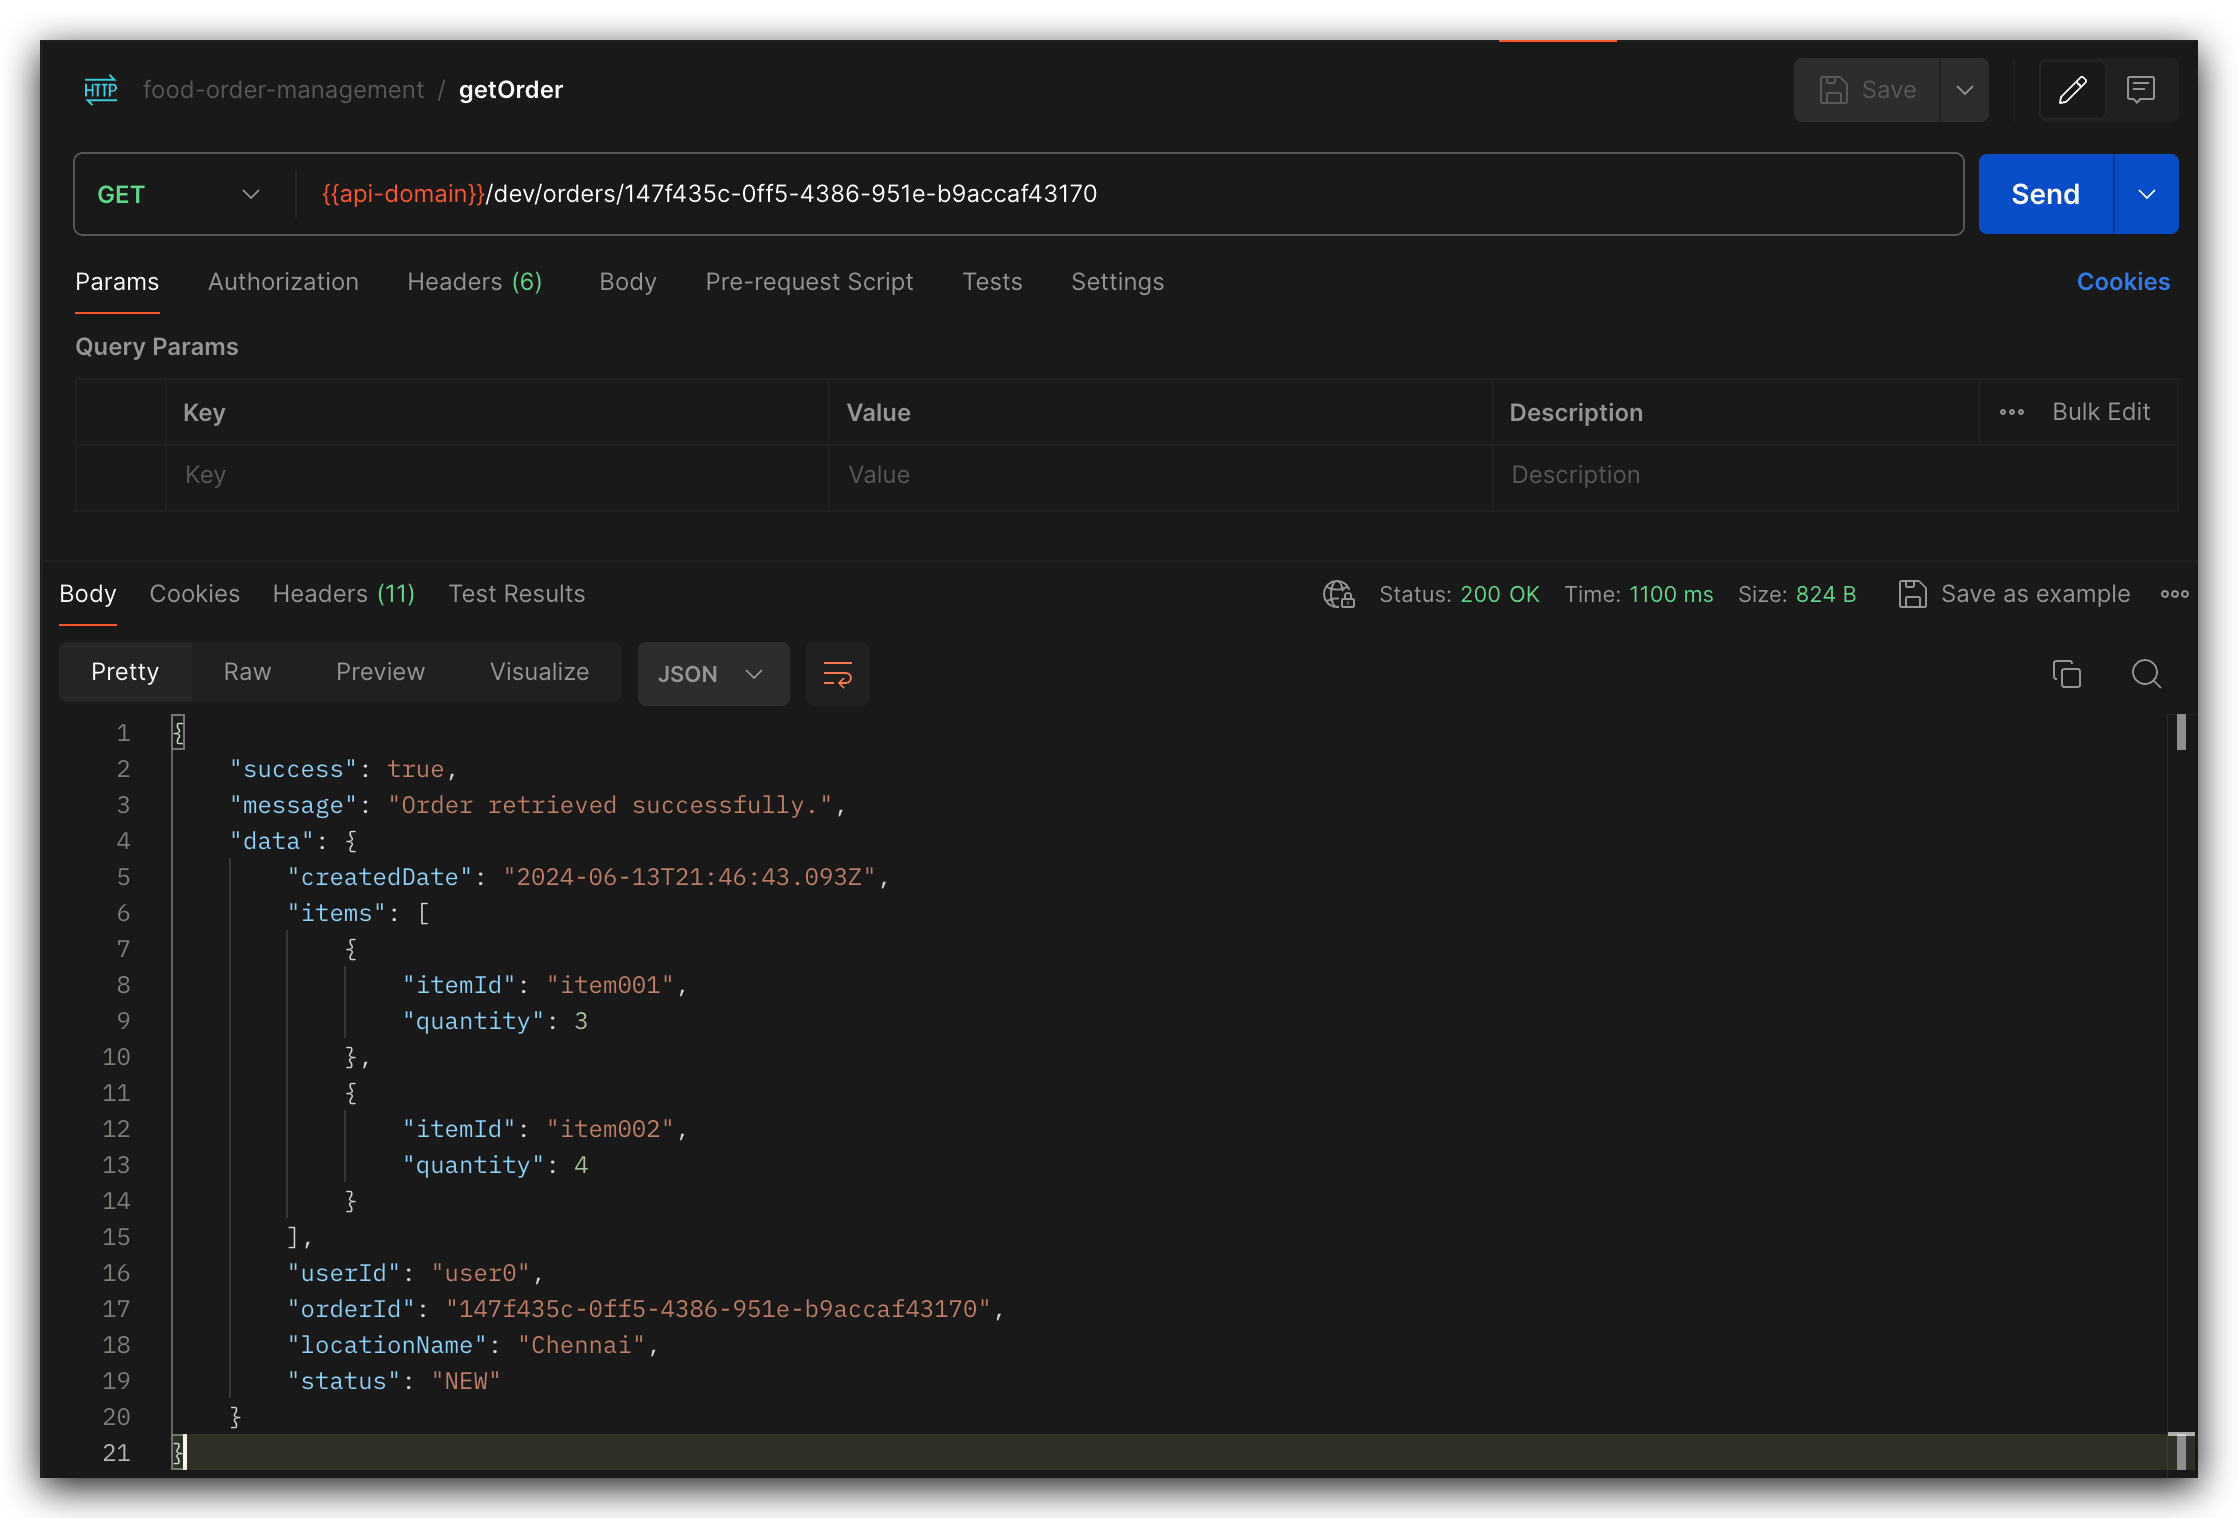 HTTP food-order-management / getOrder Save
GET {{api-domain}}/dev/orders/147f435c-0ff5-4386-951e-b9accaf43170 Send
Params Authorization Headers (6) Body Pre-request Script Tests Settings Cookies
Query Params
Key Value Description Bulk Edit
Key Value Description
Body Cookies Headers (11) Test Results Status: 200 OK Time: 1100 ms Size: 824 B Save as example
Pretty Raw Preview Visualize JSON
1 {
2 "success": true,
3 "message": "Order retrieved successfully.",
4 "data": {
5 "createdDate": "2024-06-13T21:46:43.093Z",
6 "items": [
7 {
8 "itemId": "item001",
9 "quantity": 3
10 },
11 {
12 "itemId": "item002",
13 "quantity": 4
14 }
15 ],
16 "userId": "user0",
17 "orderId": "147f435c-0ff5-4386-951e-b9accaf43170",
18 "locationName": "Chennai",
19 "status": "NEW"
20 }
21 }